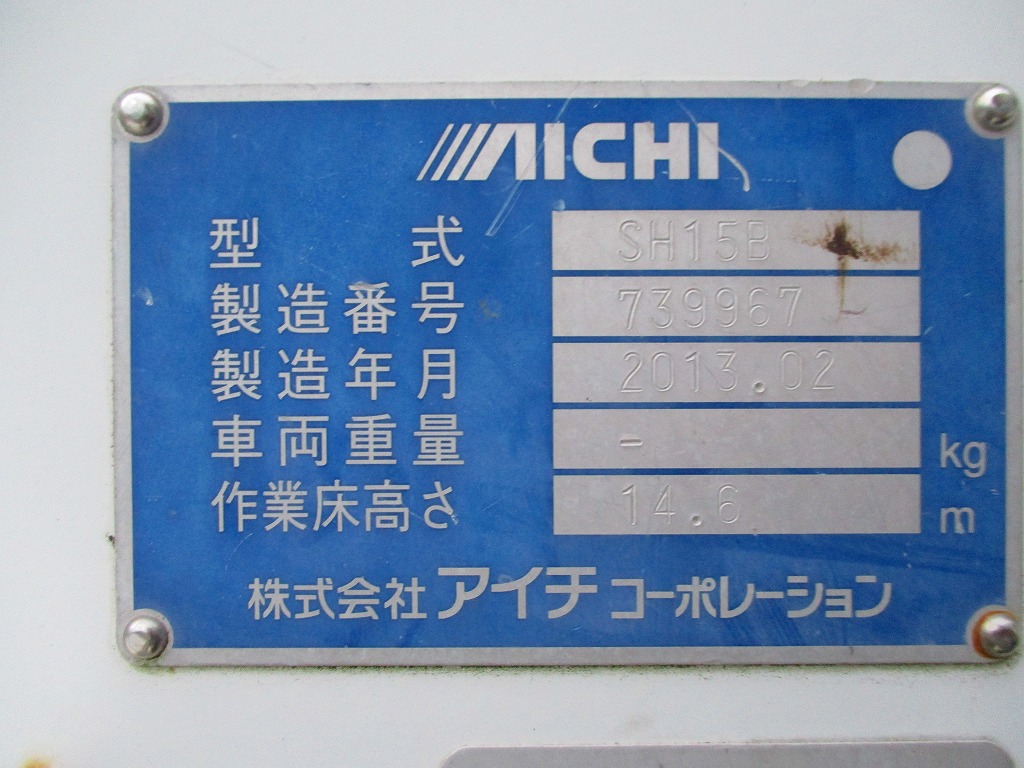 AICHI
型式 SH15B
製造番号 739967
製造年月 2013.02
車両重量 - kg
作業床高さ 14.6 m
株式会社アイチコーポレーション